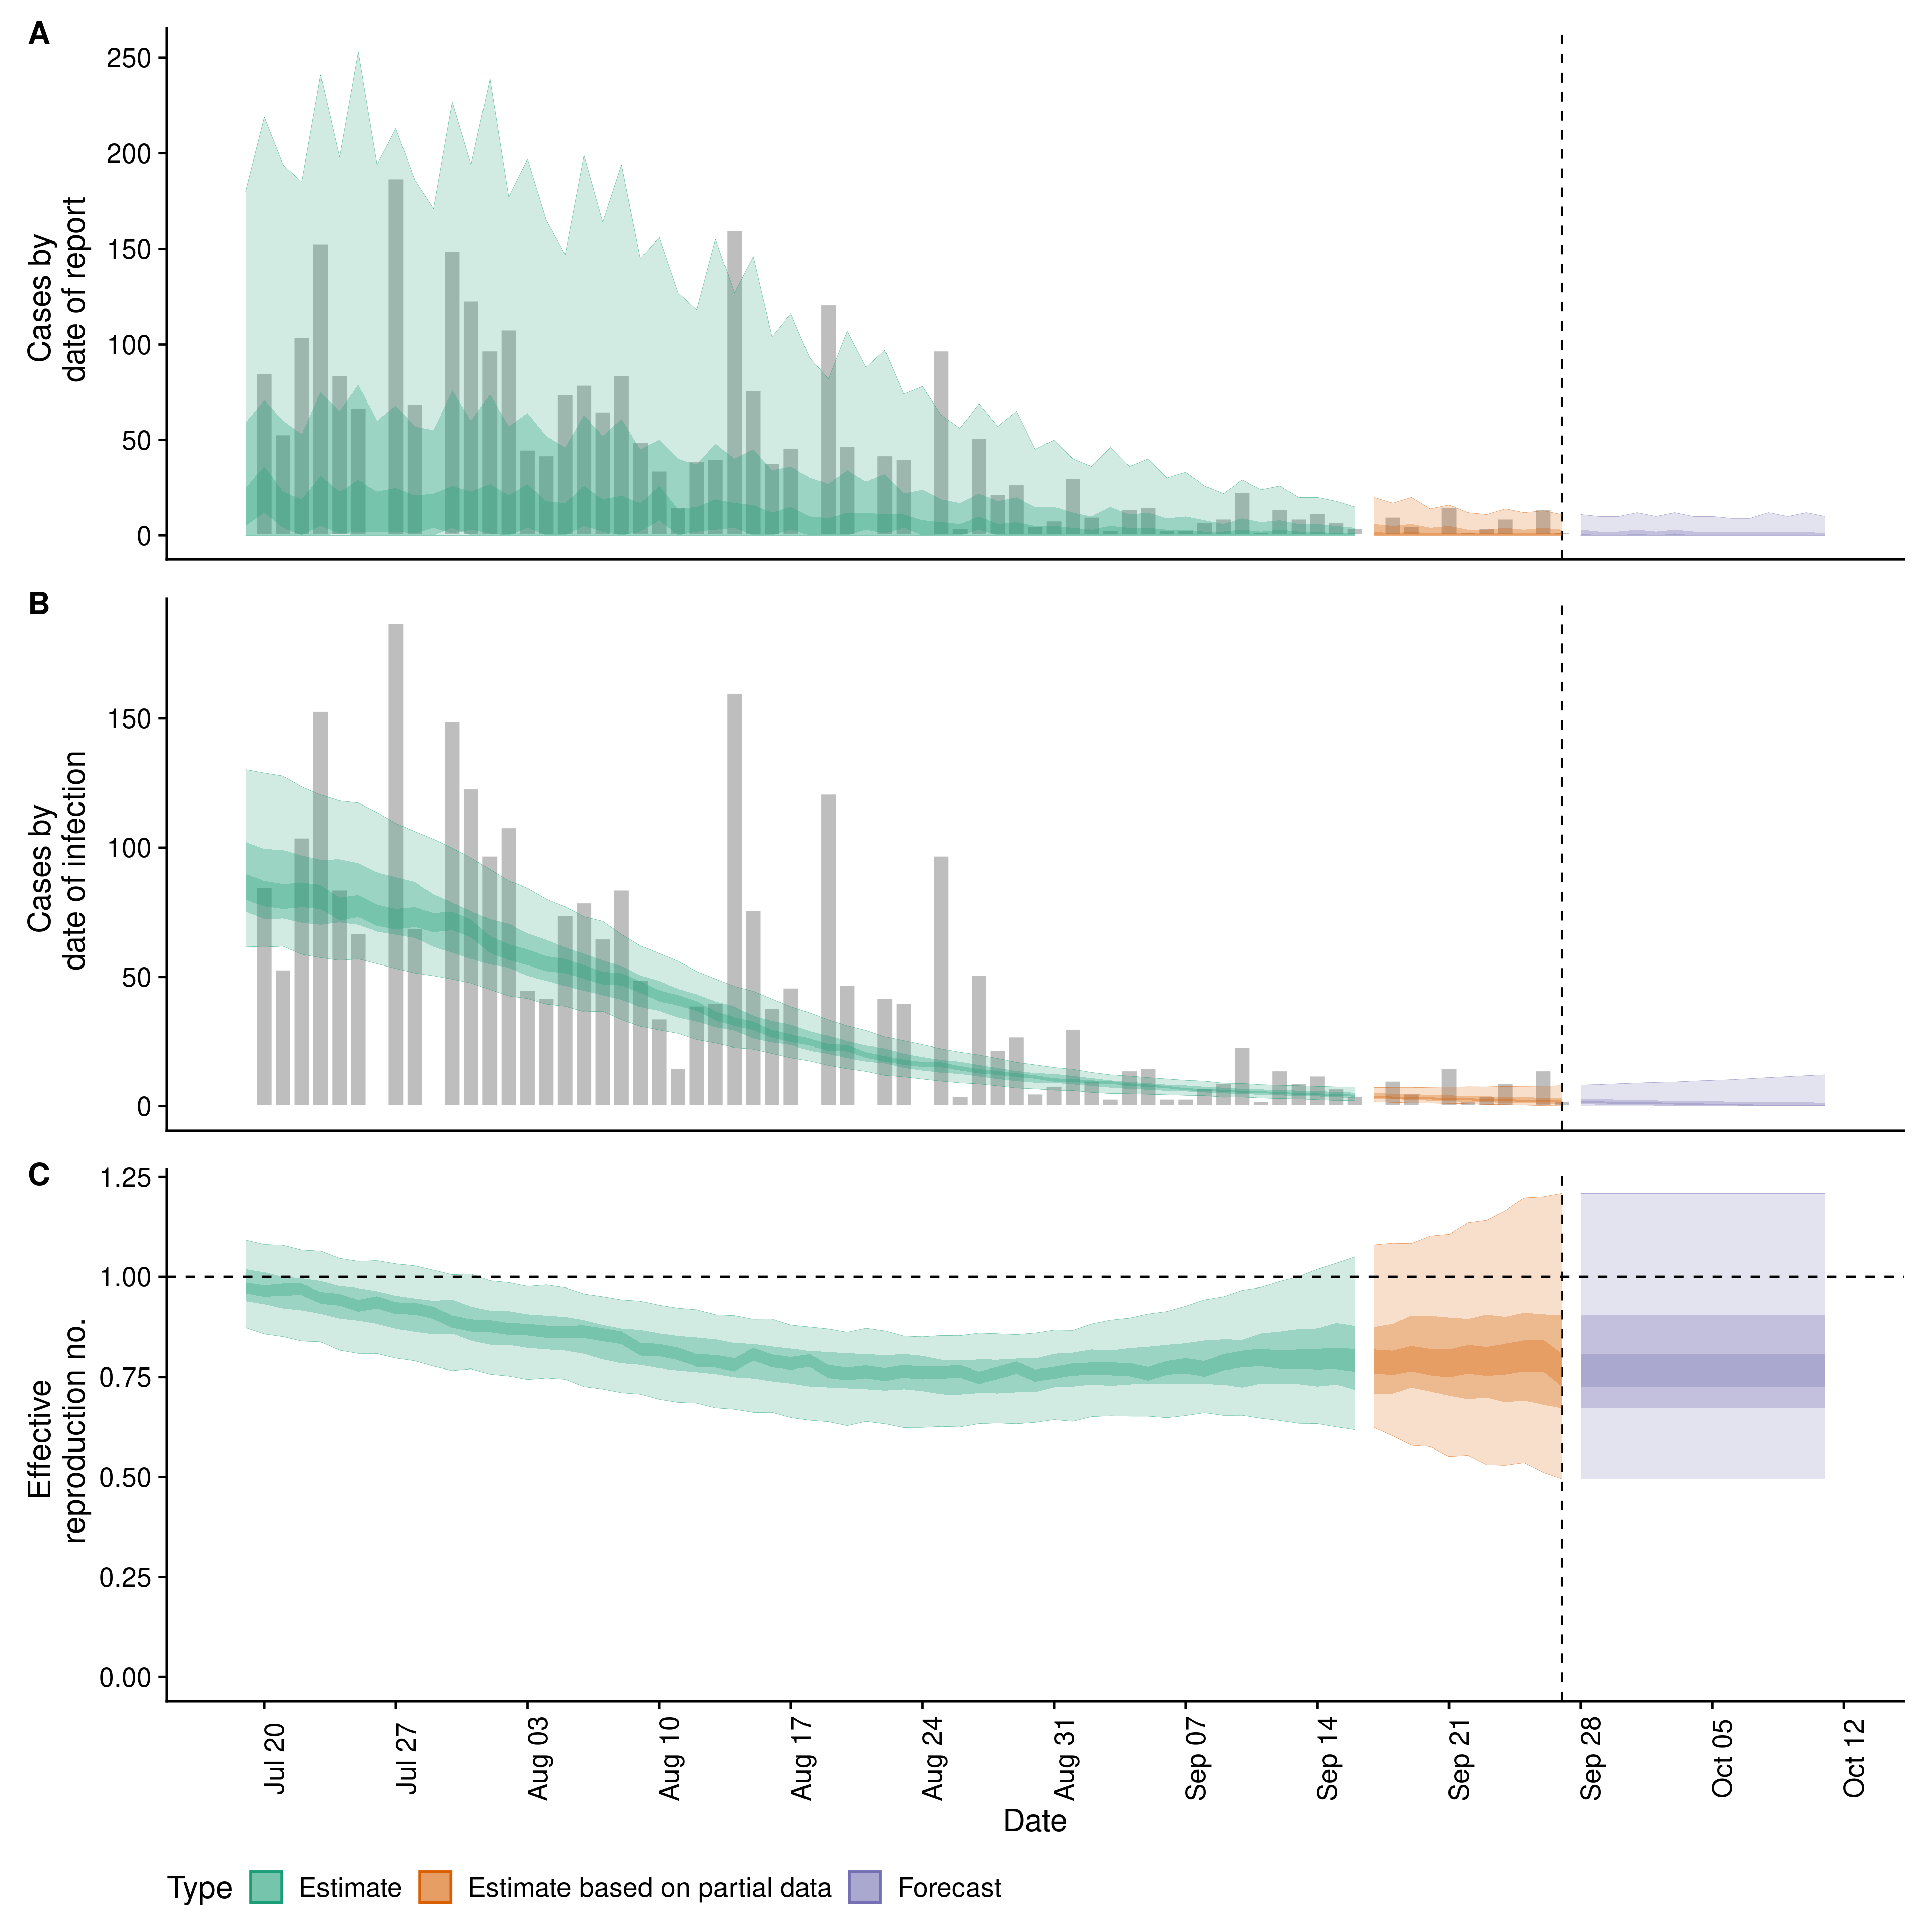 A
Cases by
date of report
250
200
150
100
50
0
B
Cases by
date of infection
150
100
50
0
C
Effective
reproduction no.
1.25
1.00
0.75
0.50
0.25
0.00
Jul 20
Jul 27
Aug 03
Aug 10
Aug 17
Aug 24
Aug 31
Sep 07
Sep 14
Sep 21
Sep 28
Oct 05
Oct 12
Date
Type Estimate Estimate based on partial data Forecast